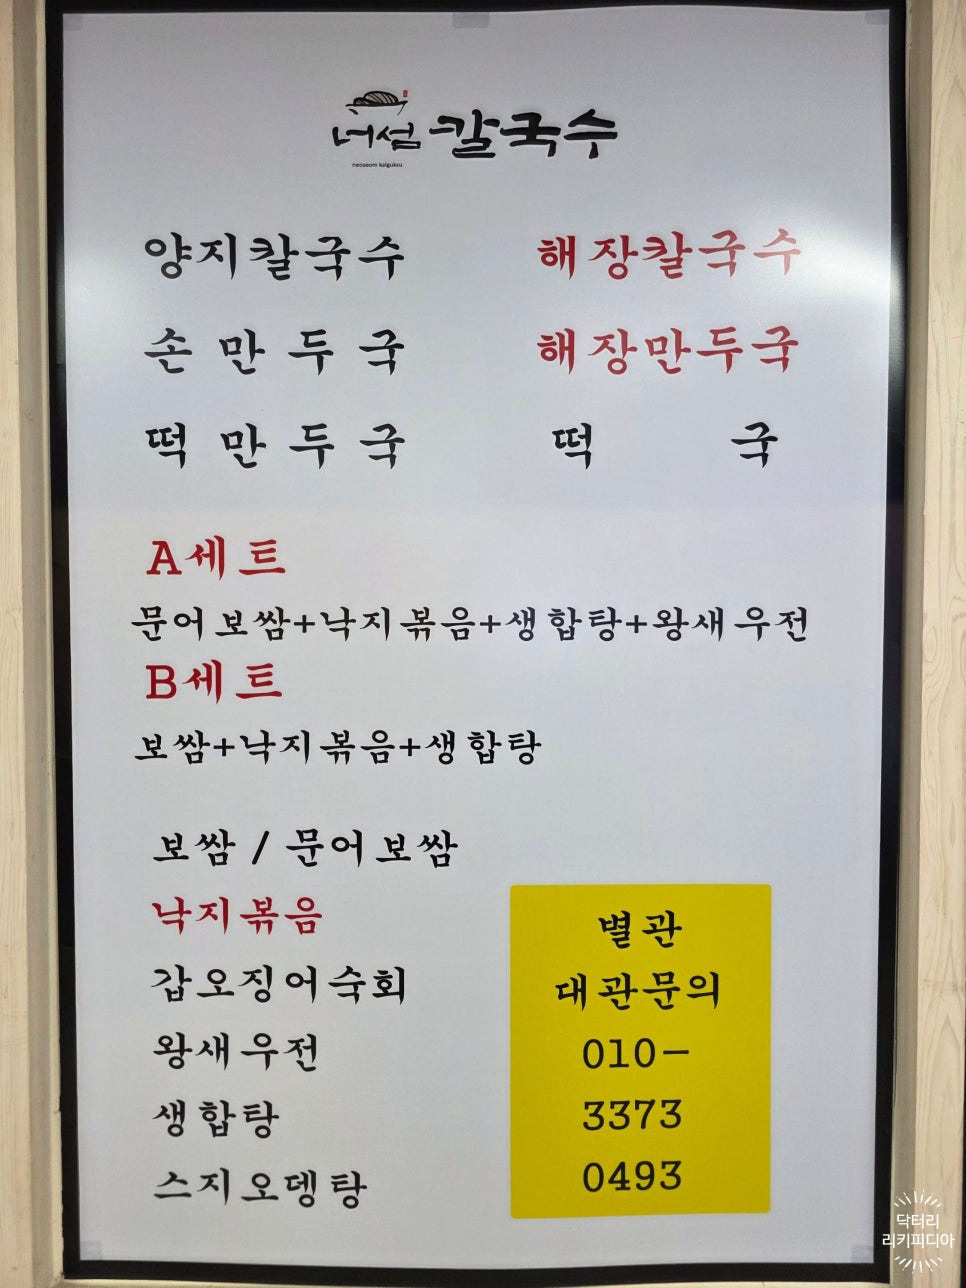 너섬 칼국수
neoseom kalguksu
양지칼국수 해장칼국수
손만두국 해장만두국
떡만두국 떡국
A세트
문어보쌈+낙지볶음+생합탕+왕새우전
B세트
보쌈+낙지볶음+생합탕
보쌈 / 문어보쌈
낙지볶음
갑오징어숙회
왕새우전
생합탕
스지오뎅탕
별관
대관문의
010-
3373
0493
닥터리
리키피디아